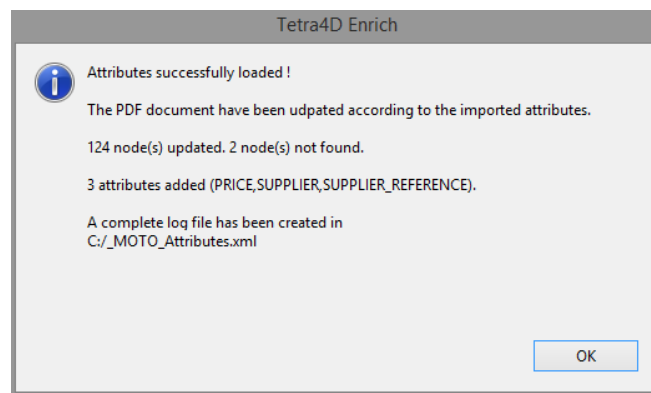 Tetra4D Enrich
Attributes successfully loaded !
The PDF document have been udpated according to the imported attributes.
124 node(s) updated. 2 node(s) not found.
3 attributes added (PRICE,SUPPLIER,SUPPLIER_REFERENCE).
A complete log file has been created in
C:/_MOTO_Attributes.xml
OK